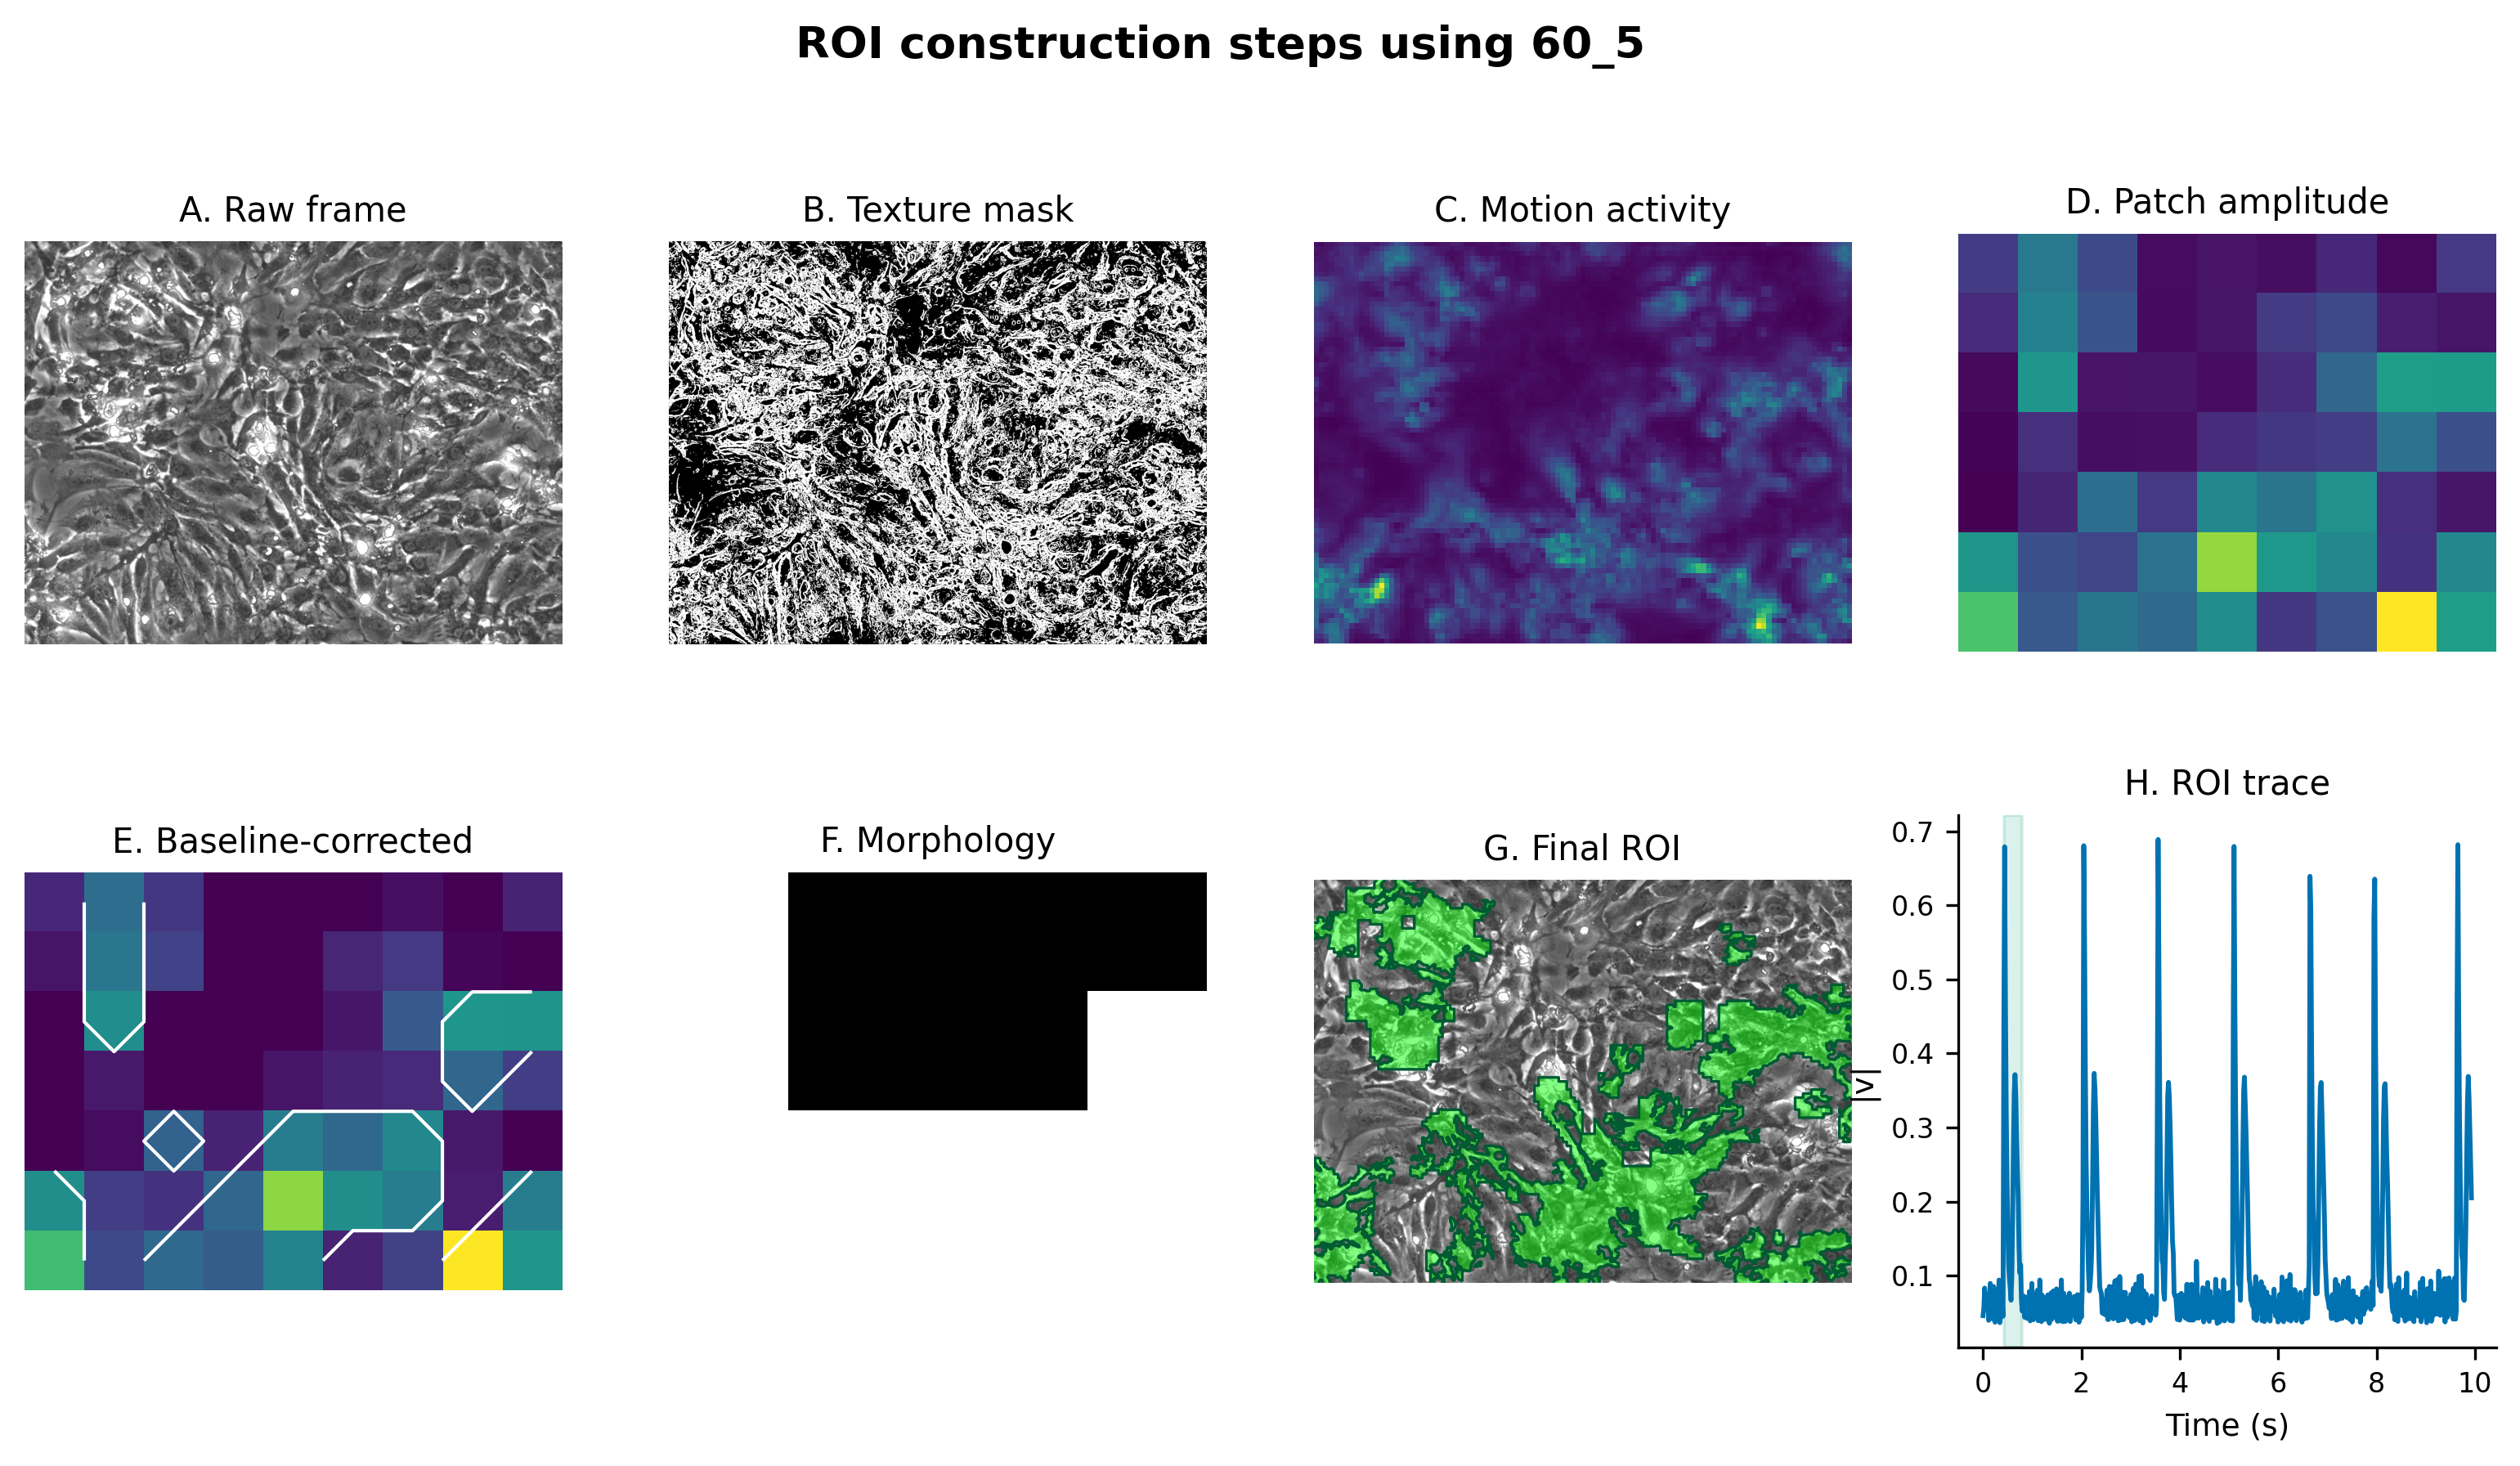 ROI construction steps using 60_5
A. Raw frame
B. Texture mask
C. Motion activity
D. Patch amplitude
E. Baseline-corrected
F. Morphology
G. Final ROI
H. ROI trace
|v|
0.7
0.6
0.5
0.4
0.3
0.2
0.1
0 2 4 6 8 10
Time (s)